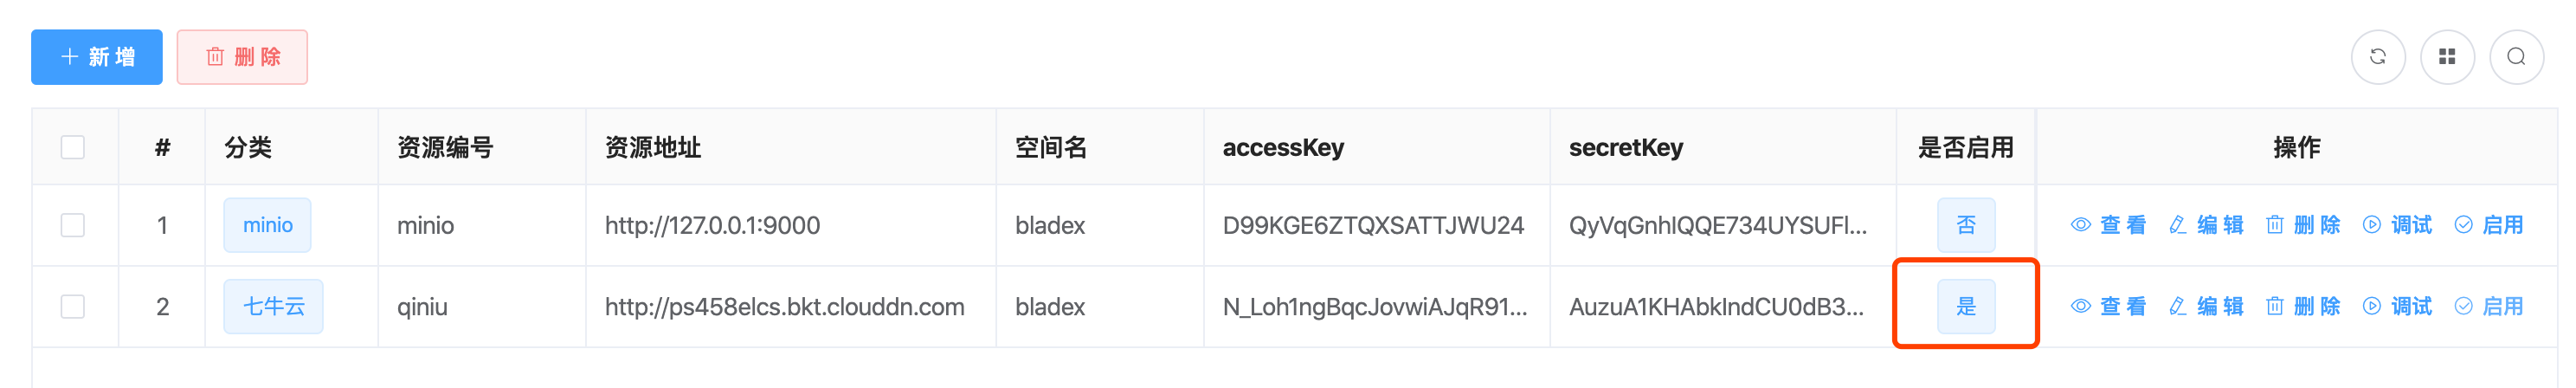 新增 删除
# 分类 资源编号 资源地址 空间名 accessKey secretKey 是否启用 操作
1 minio minio http://127.0.0.1:9000 bladex D99KGE6ZTQXSATTJWU24 QyVqGnhIQQE734UYSUFl... 否 查看 编辑 删除 调试 启用
2 七牛云 qiniu http://ps458elcs.bkt.clouddn.com bladex N_Loh1ngBqcJovwiAJqR91... AuzuA1KHAbkIndCU0dB3... 是 查看 编辑 删除 调试 启用